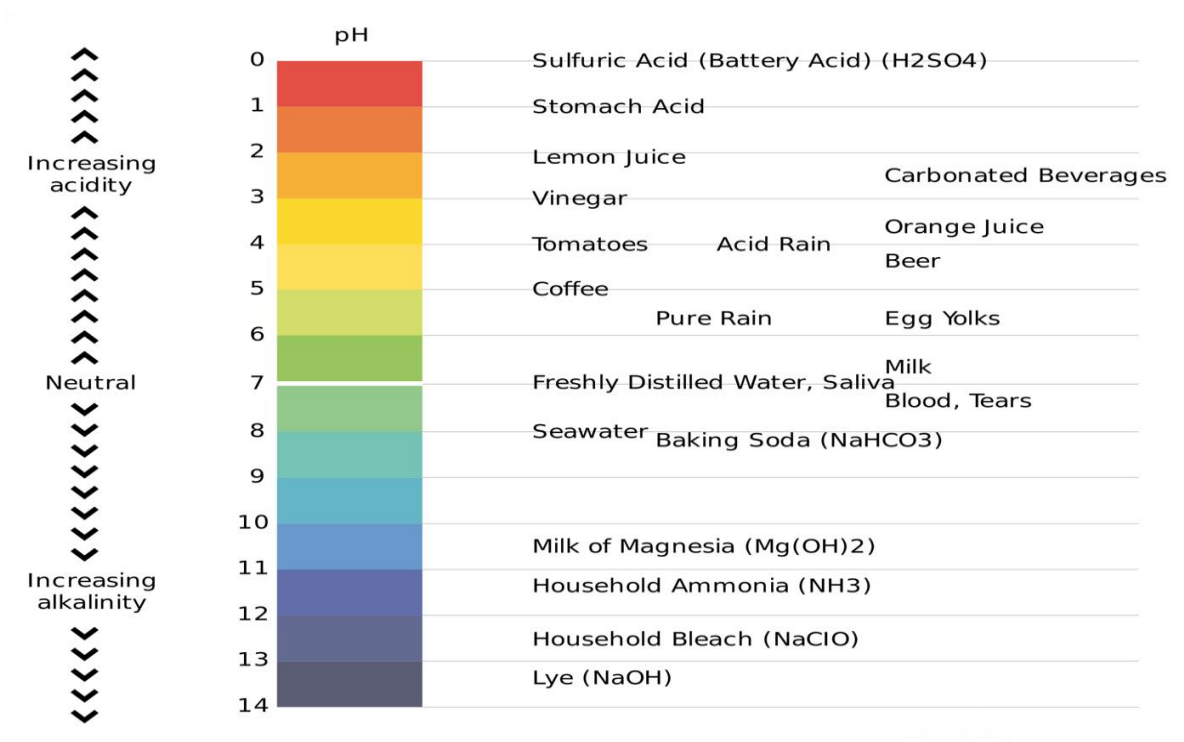 pH
0
Sulfuric Acid (Battery Acid) (H2SO4)
1
Stomach Acid
Increasing
acidity
2
Lemon Juice
Carbonated Beverages
3
Vinegar
Orange Juice
4
Tomatoes
Acid Rain
Beer
5
Coffee
Pure Rain
Egg Yolks
6
Milk
Neutral
7
Freshly Distilled Water, Saliva
Blood, Tears
8
Seawater
Baking Soda (NaHCO3)
9
10
Milk of Magnesia (Mg(OH)2)
11
Increasing
alkalinity
Household Ammonia (NH3)
12
Household Bleach (NaClO)
13
Lye (NaOH)
14